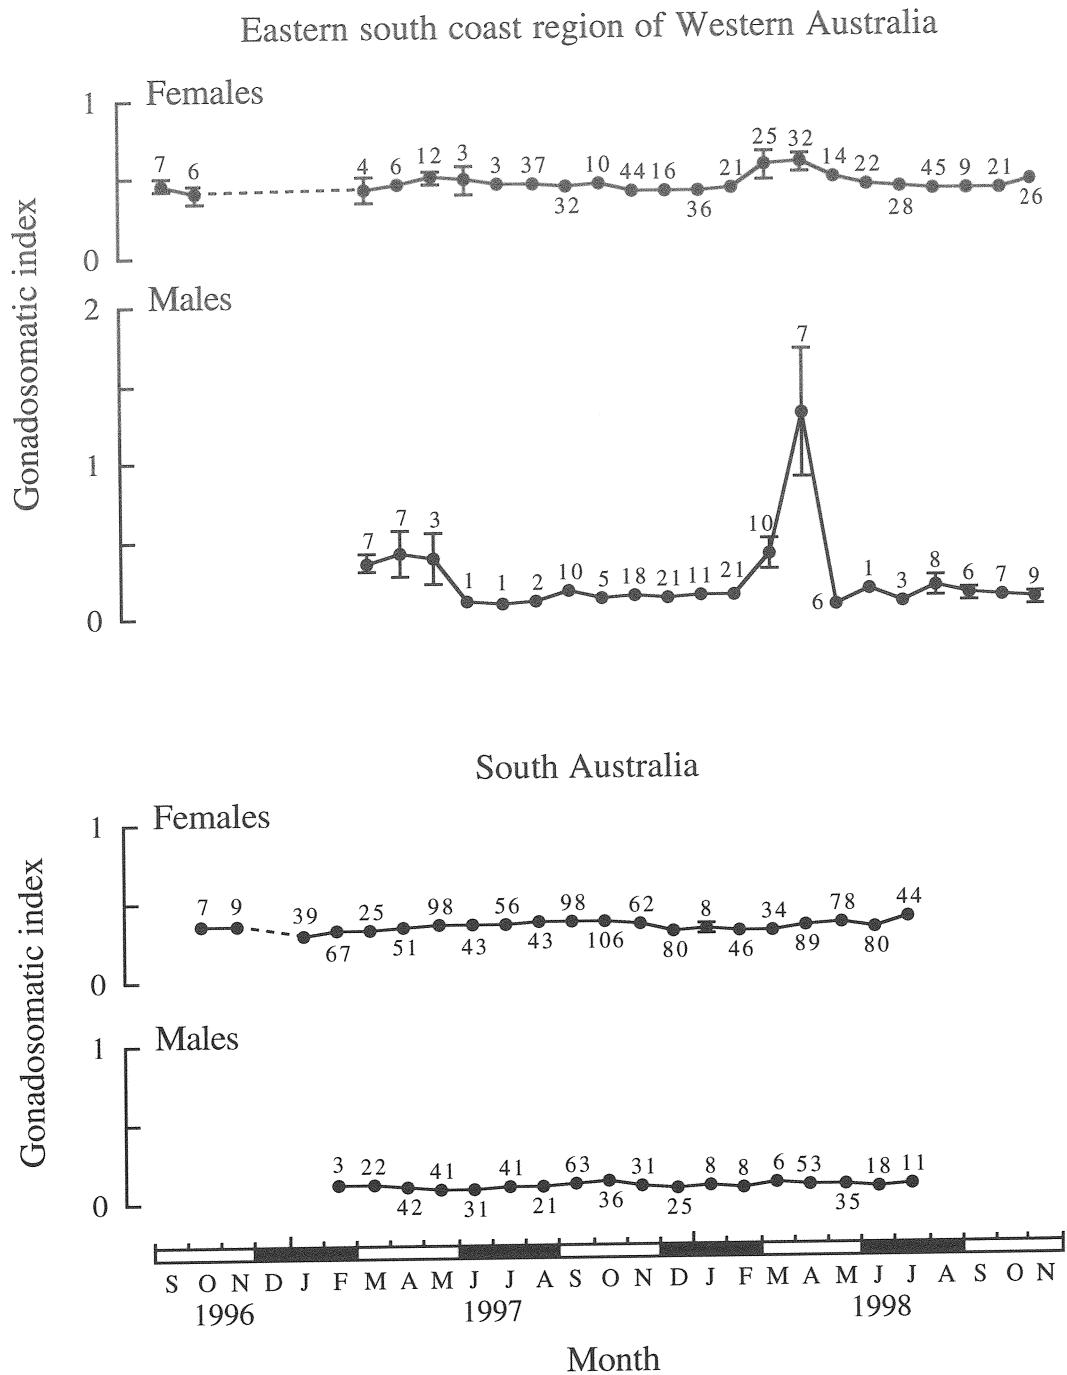 Eastern south coast region of Western Australia
1 Females
7 6 4 6 12 3 3 37 10 44 16 21 25 32 14 22 45 9 21
32 36 28 26
0
Gonadosomatic index
2 Males
7
1
7 7 3 10
1 1 2 10 5 18 21 11 21 6 1 3 8 6 7 9
0
South Australia
1 Females
7 9 39 25 98 56 98 62 8 34 78 44
67 51 43 43 106 80 46 89 80
0
Gonadosomatic index
1 Males
3 22 41 41 63 31 8 8 6 53 18 11
42 31 21 36 25 35
0
S O N D J F M A M J J A S O N D J F M A M J J A S O N
1996 1997 1998
Month